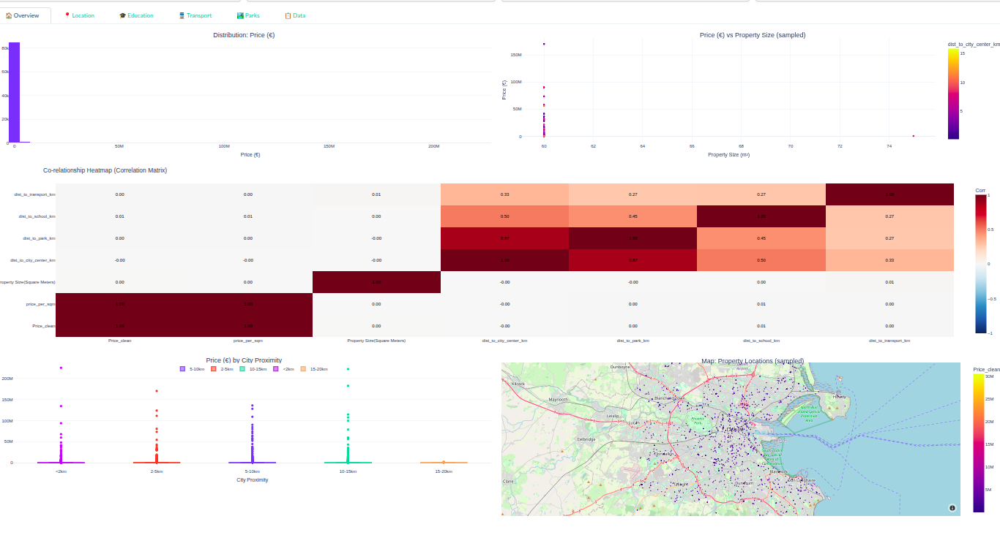 🏠 Overview
📍 Location
🎓 Education
🚆 Transport
🏞️ Parks
📋 Data
Distribution: Price (€)
80k
60k
40k
20k
0
0
50M
100M
150M
200M
Price (€)
Price (€) vs Property Size (sampled)
dist_to_city_center_km
15
10
5
150M
100M
50M
0
Price (€)
60
62
64
66
68
70
72
74
Property Size (m²)
Co-relationship Heatmap (Correlation Matrix)
Corr
1
0.5
0
−0.5
−1
dist_to_transport_km 0.00 0.00 0.01 0.33 0.27 0.27 1.00
dist_to_school_km 0.01 0.01 0.00 0.50 0.45 1.00 0.27
dist_to_park_km 0.00 0.00 -0.00 0.87 1.00 0.45 0.27
dist_to_city_center_km -0.00 -0.00 -0.00 1.00 0.87 0.50 0.33
roperty Size(Square Meters) 0.00 0.00 1.00 -0.00 -0.00 0.00 0.01
price_per_sqm 1.00 1.00 0.00 -0.00 0.00 0.01 0.00
Price_clean 1.00 1.00 0.00 -0.00 0.00 0.01 0.00
Price_clean
price_per_sqm
Property Size(Square Meters)
dist_to_city_center_km
dist_to_park_km
dist_to_school_km
dist_to_transport_km
Price (€) by City Proximity
5-10km
2-5km
10-15km
<2km
15-20km
200M
150M
100M
50M
0
<2km
2-5km
5-10km
10-15km
15-20km
City Proximity
Map: Property Locations (sampled)
Price_clean
30M
25M
20M
15M
10M
5M
Dunboyne
Airport
Kilcock
Maynooth
Blanchardstown
Howth
Leixlip
Lucan
Phoenix
Park
North Bull
Island Special
Protection
Area
Celbridge
Dublin
Clondalkin
Conservation
Blackrock
Clane
Tallaght
Dundrum
Dún Laoghaire